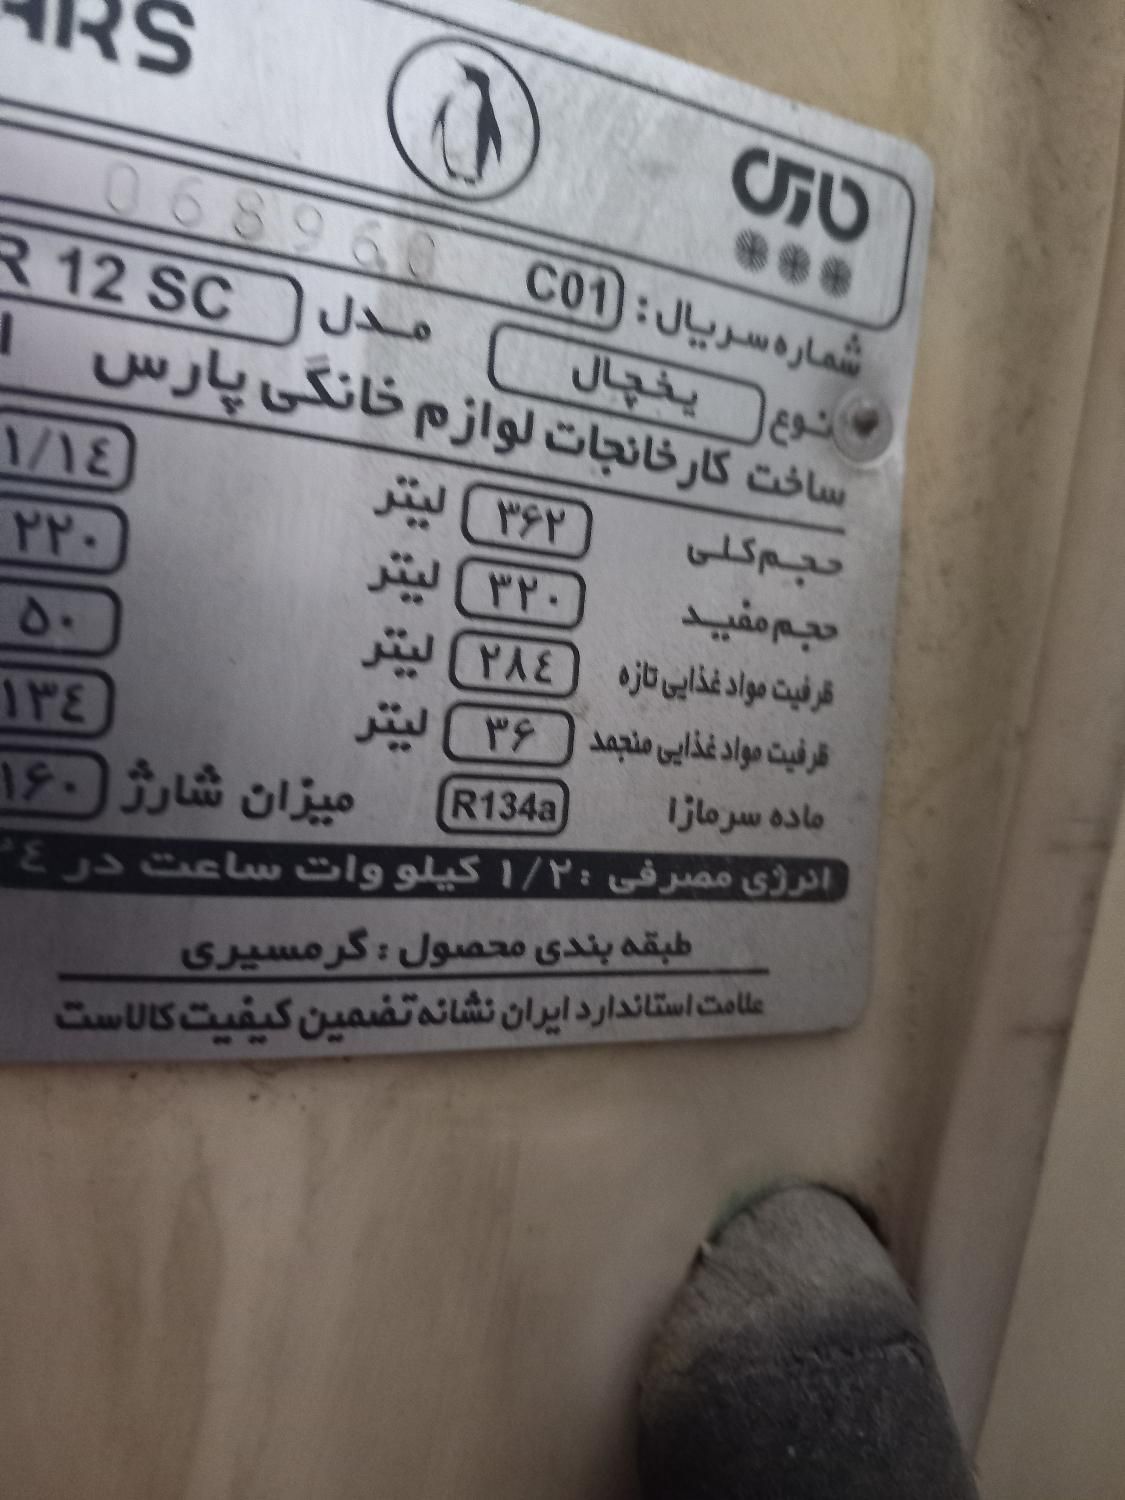 پارس
شماره سریال: C01 068960
نوع یخچال مدل R 12 SC
ساخت کارخانجات لوازم خانگی پارس
حجم کلی ۳۶۲ لیتر ۱/۱٤
حجم مفید ۳۲۰ لیتر ۲۲۰
ظرفیت مواد غذایی تازه ۲۸٤ لیتر ۵۰
ظرفیت مواد غذایی منجمد ۳۶ لیتر ۱۳٤
ماده سرمازا R134a میزان شارژ ۱۶۰
انرژی مصرفی : ۱/۲ کیلو وات ساعت در
طبقه بندی محصول : گرمسیری
علامت استاندارد ایران نشانه تضمین کیفیت کالاست